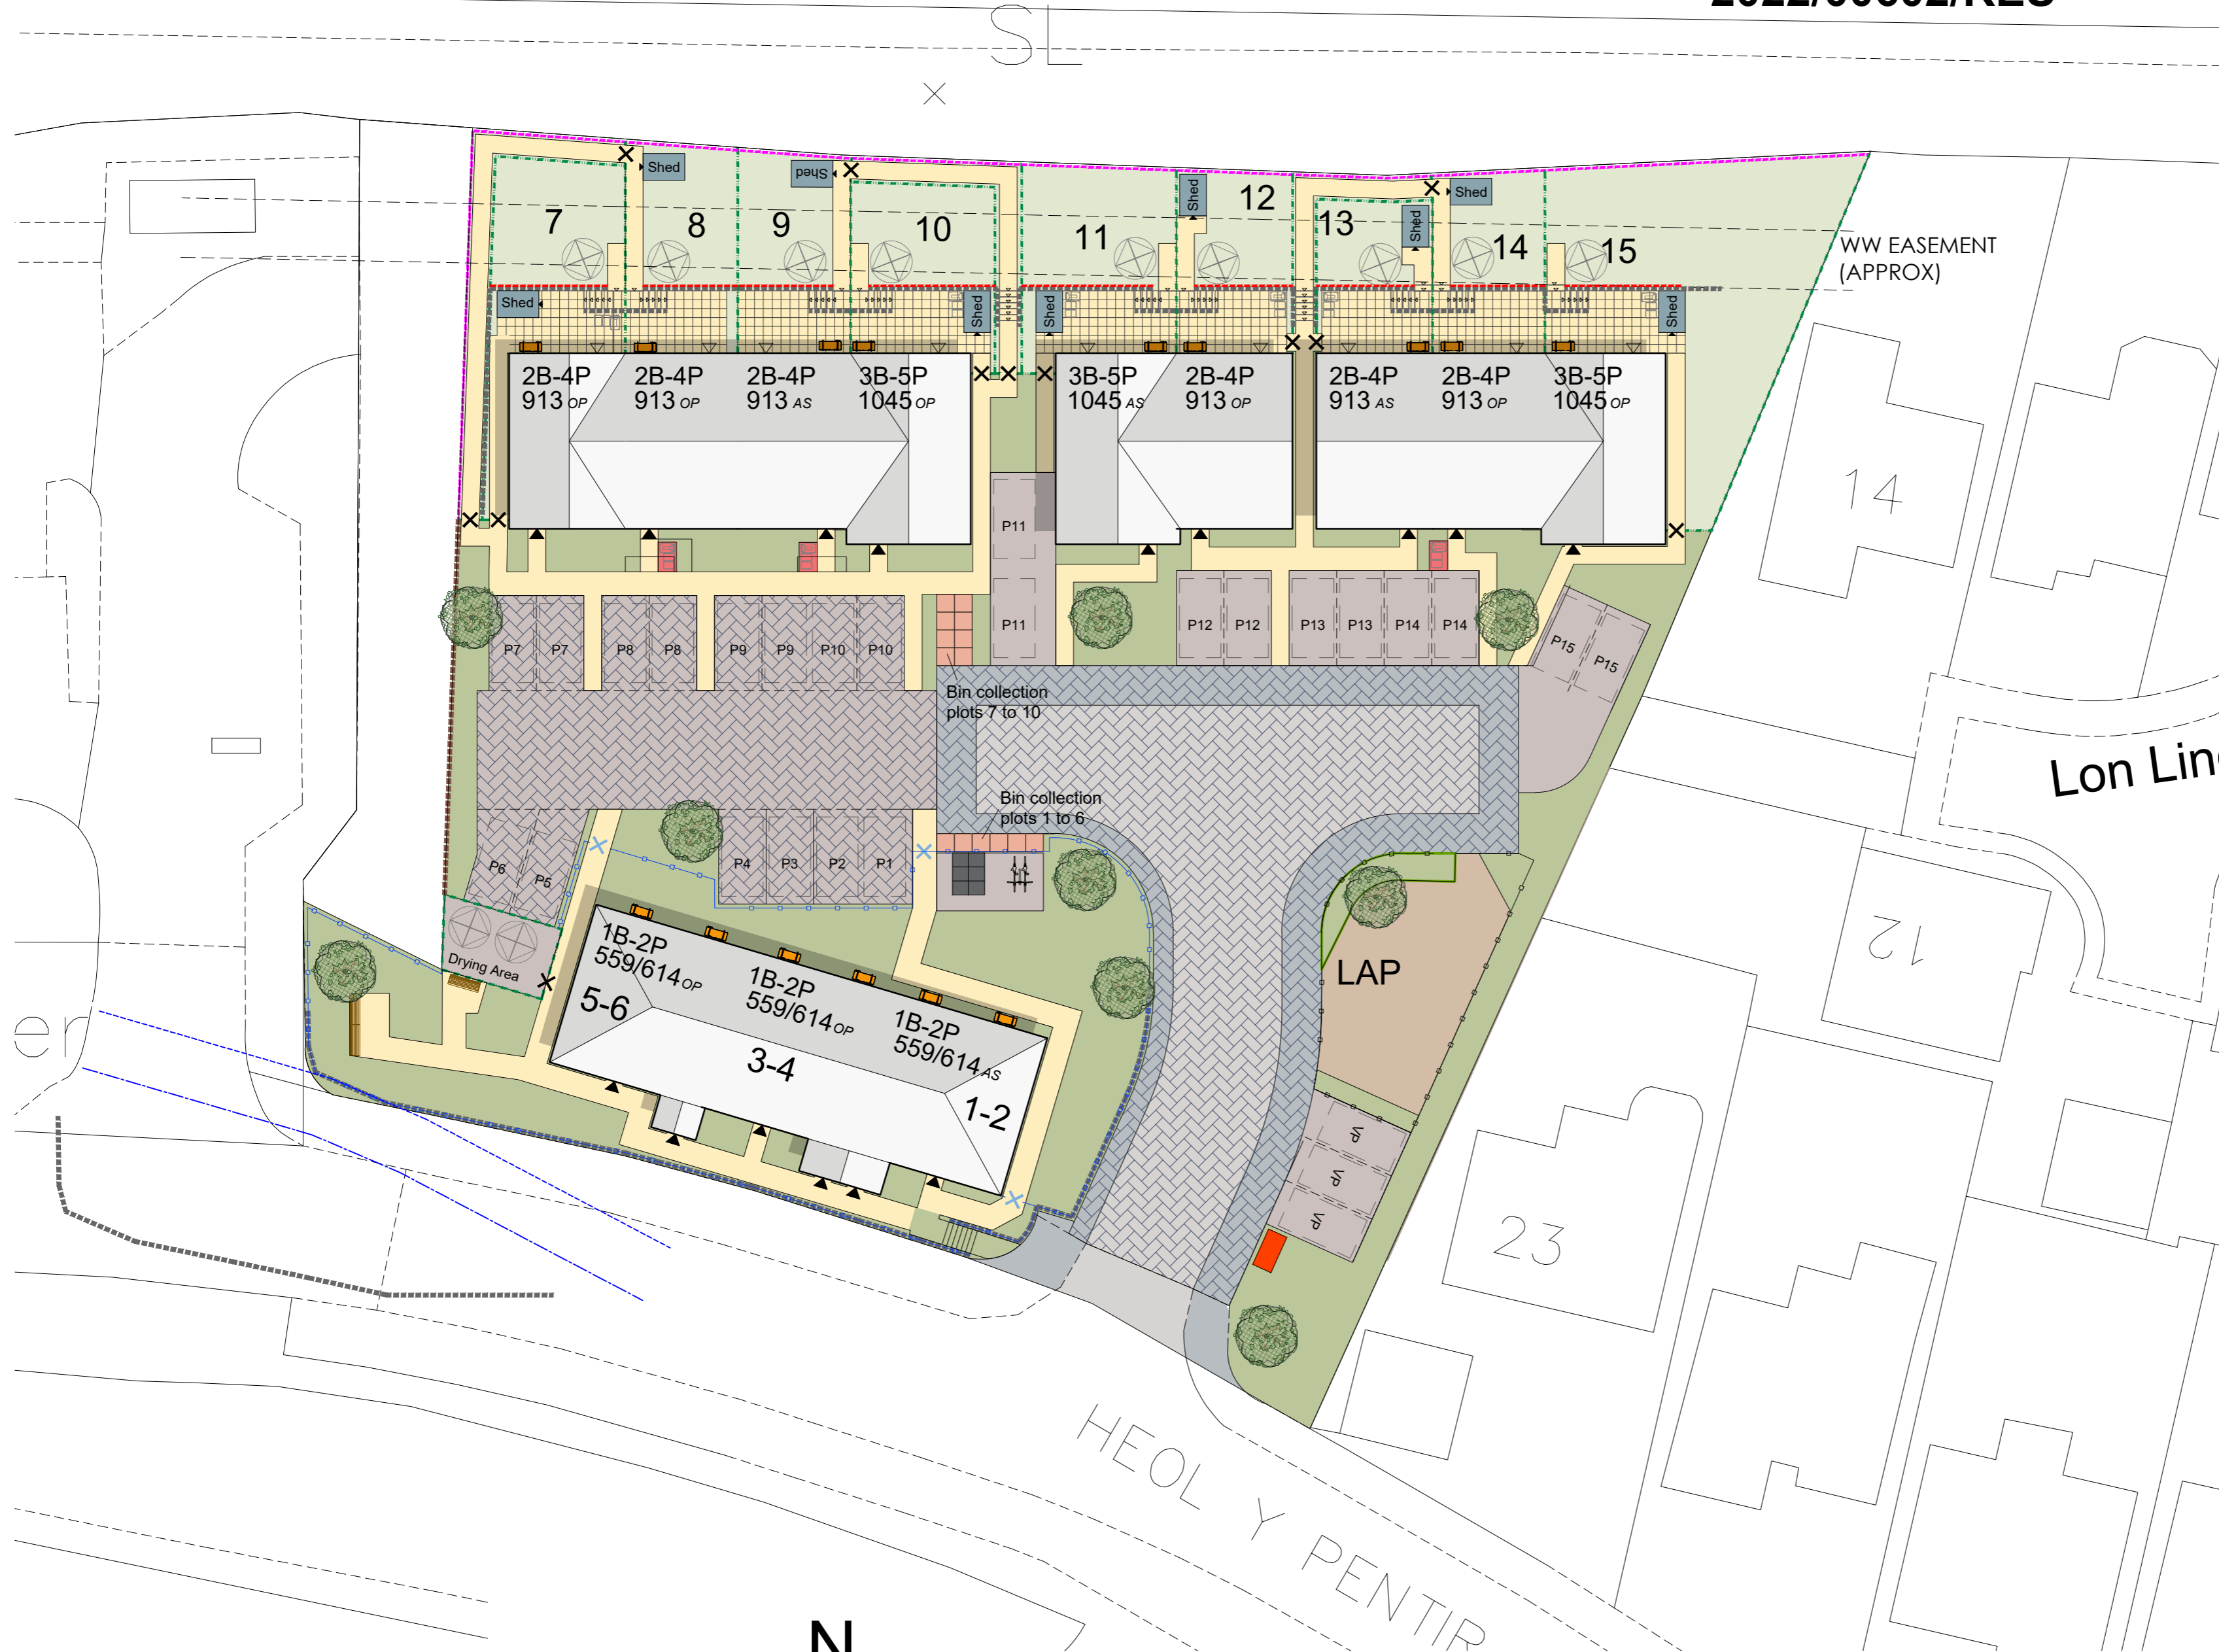 SL
7
8
9
10
11
12
13
14
15
Shed
Shed
Shed
Shed
Shed
Shed
Shed
Shed
Shed
WW EASEMENT
(APPROX)
2B-4P
913 OP
2B-4P
913 OP
2B-4P
913 AS
3B-5P
1045 OP
3B-5P
1045 AS
2B-4P
913 OP
2B-4P
913 AS
2B-4P
913 OP
3B-5P
1045 OP
14
P11
P11
P7
P7
P8
P8
P9
P9
P10
P10
P12
P12
P13
P13
P14
P14
P15
P15
Bin collection
plots 7 to 10
Bin collection
plots 1 to 6
P6
P5
P4
P3
P2
P1
Drying Area
1B-2P
559/614 OP
5-6
1B-2P
559/614 OP
3-4
1B-2P
559/614 AS
1-2
LAP
VP
VP
VP
12
23
Lon Lin
er
HEOL Y PENTIR
N